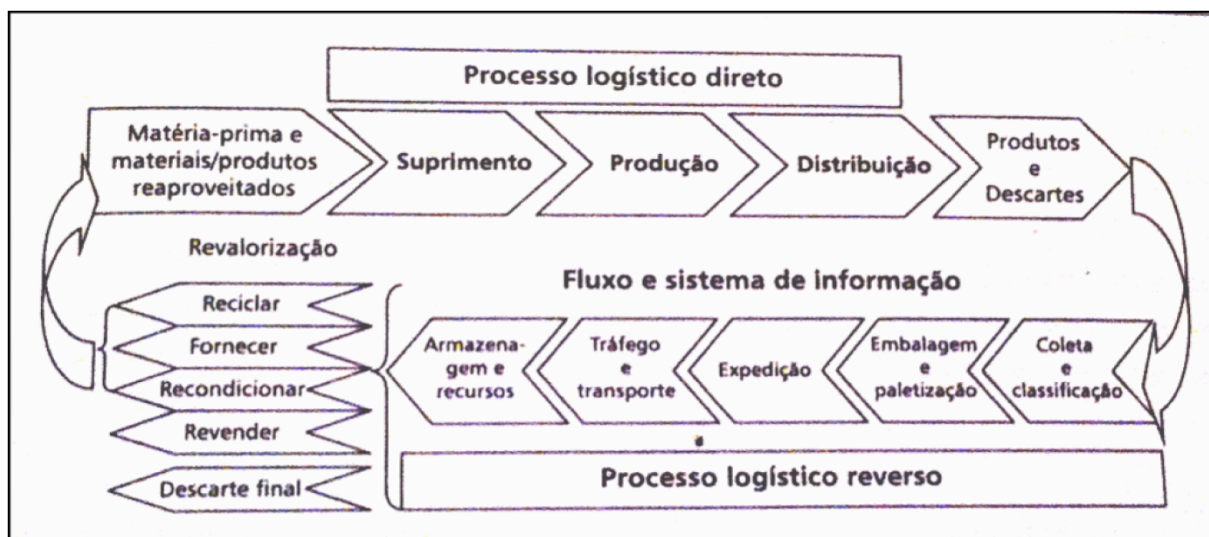 Processo logístico direto
Matéria-prima e
materiais/produtos
reaproveitados
Suprimento
Produção
Distribuição
Produtos
e
Descartes
Revalorização
Fluxo e sistema de informação
Reciclar
Fornecer
Recondicionar
Revender
Descarte final
Armazena-
gem e
recursos
Tráfego
e
transporte
Expedição
Embalagem
e
paletização
Coleta
e
classificação
Processo logístico reverso